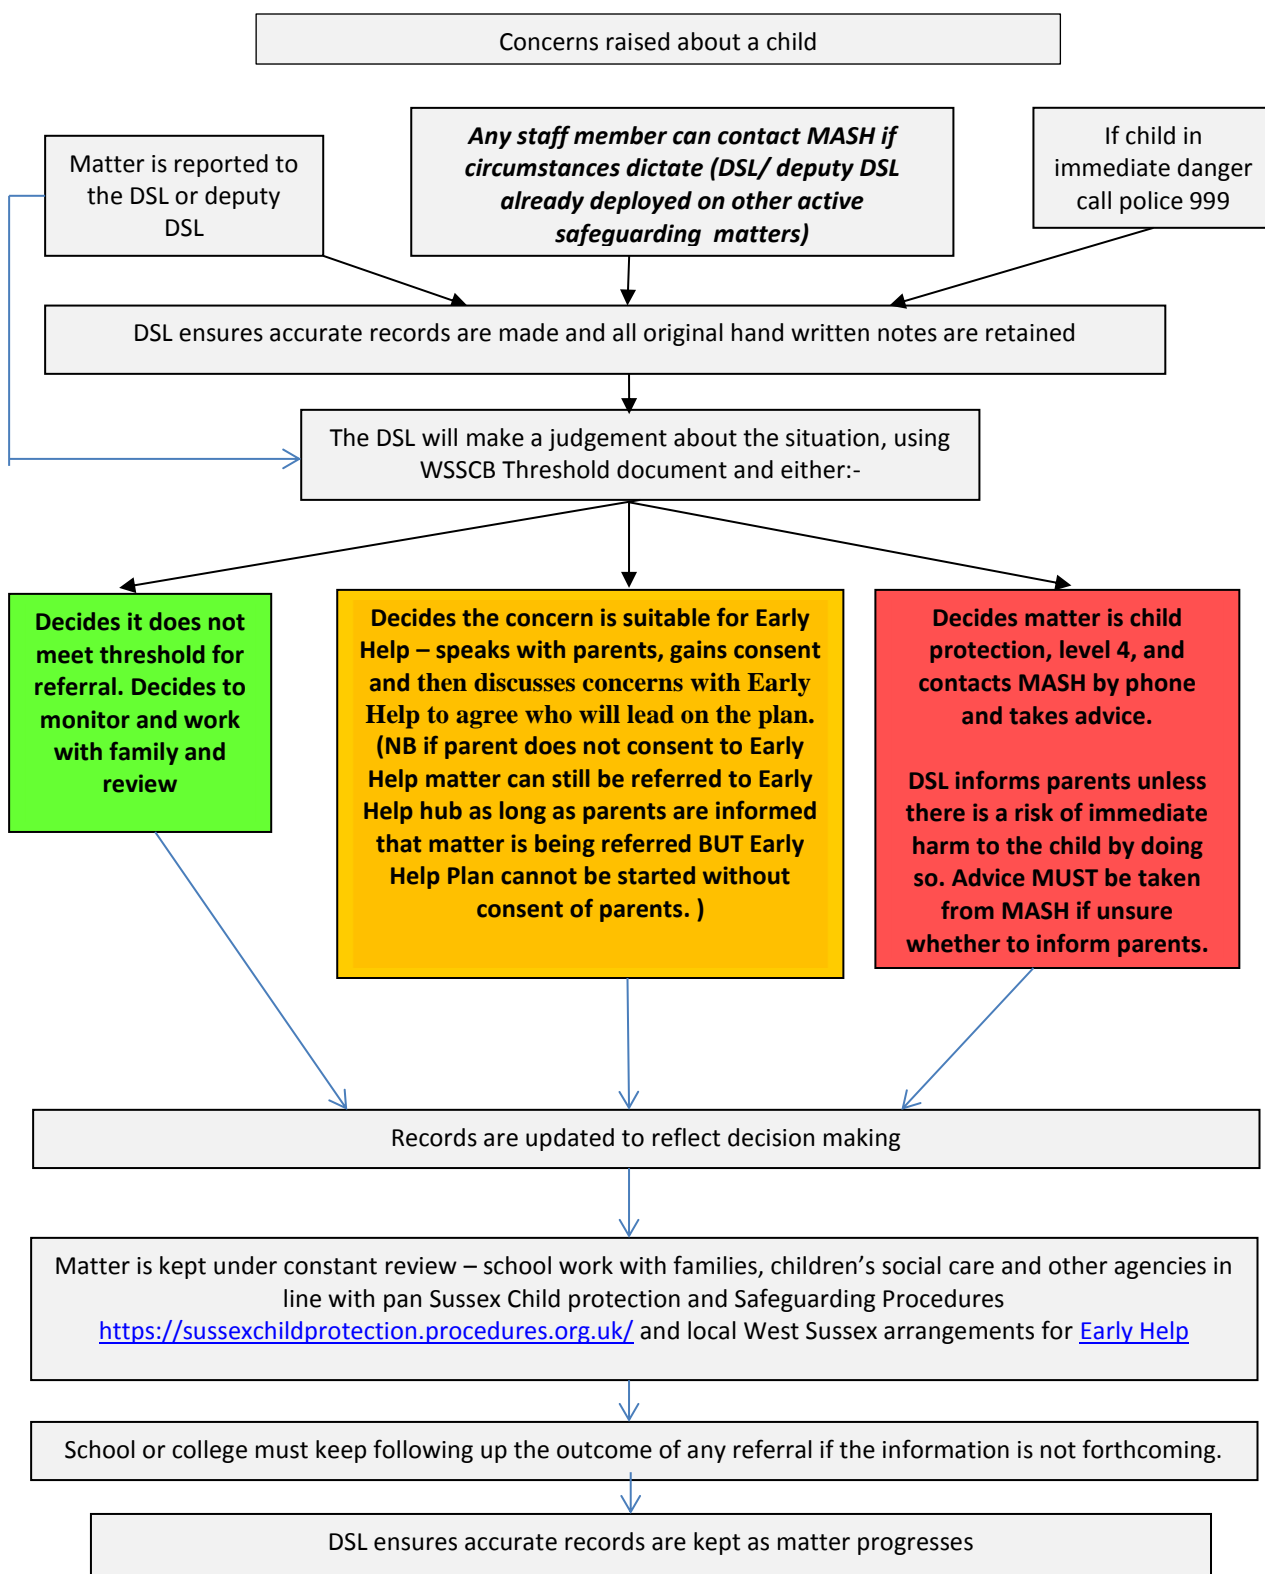 Concerns raised about a child
Matter is reported to
the DSL or deputy
DSL
Any staff member can contact MASH if
circumstances dictate (DSL/ deputy DSL
already deployed on other active
safeguarding matters)
If child in
immediate danger
call police 999
DSL ensures accurate records are made and all original hand written notes are retained
The DSL will make a judgement about the situation, using
WSSCB Threshold document and either:-
Decides it does not
meet threshold for
referral. Decides to
monitor and work
with family and
review
Decides the concern is suitable for Early
Help – speaks with parents, gains consent
and then discusses concerns with Early
Help to agree who will lead on the plan.
(NB if parent does not consent to Early
Help matter can still be referred to Early
Help hub as long as parents are informed
that matter is being referred BUT Early
Help Plan cannot be started without
consent of parents. )
Decides matter is child
protection, level 4, and
contacts MASH by phone
and takes advice.
DSL informs parents unless
there is a risk of immediate
harm to the child by doing
so. Advice MUST be taken
from MASH if unsure
whether to inform parents.
Records are updated to reflect decision making
Matter is kept under constant review – school work with families, children’s social care and other agencies in
line with pan Sussex Child protection and Safeguarding Procedures
https://sussexchildprotection.procedures.org.uk/ and local West Sussex arrangements for Early Help
School or college must keep following up the outcome of any referral if the information is not forthcoming.
DSL ensures accurate records are kept as matter progresses